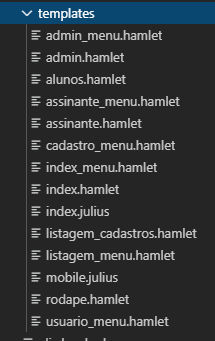 templates
admin_menu.hamlet
admin.hamlet
alunos.hamlet
assinante_menu.hamlet
assinante.hamlet
cadastro_menu.hamlet
index_menu.hamlet
index.hamlet
index.julius
listagem_cadastros.hamlet
listagem_menu.hamlet
mobile.julius
rodape.hamlet
usuario_menu.hamlet